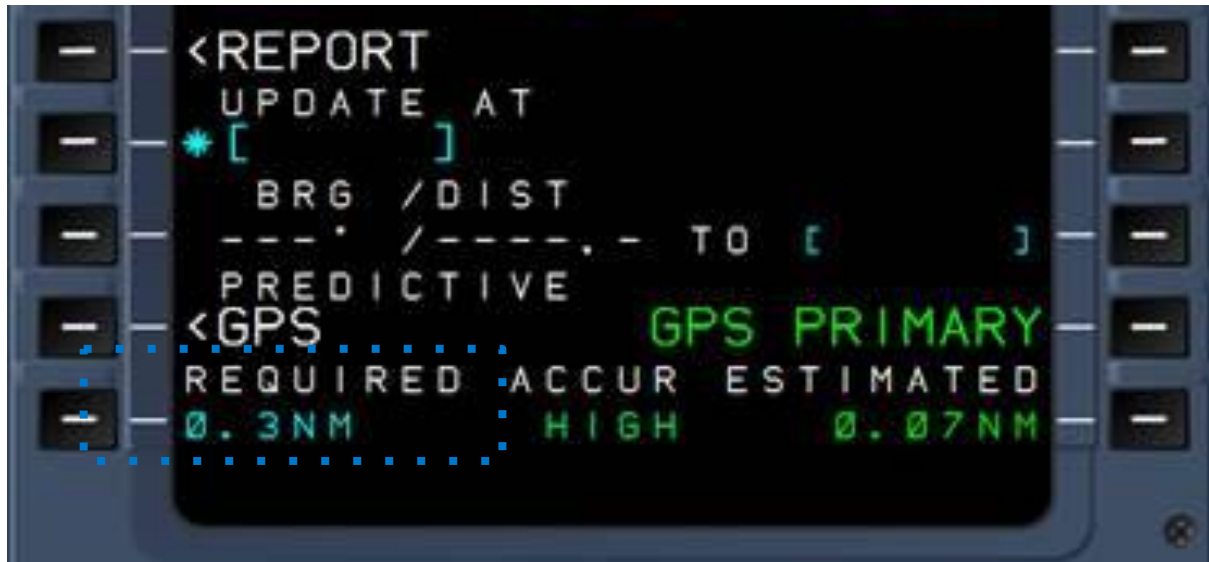 <REPORT
UPDATE AT
*[ ]
BRG /DIST
---° /----.- TO [ ]
PREDICTIVE
<GPS GPS PRIMARY
REQUIRED ACCUR ESTIMATED
0.3NM HIGH 0.07NM